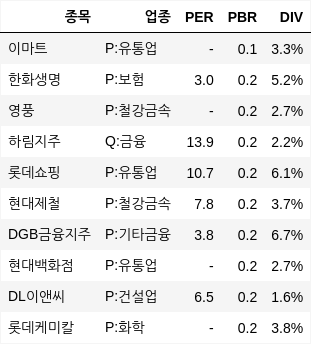 종목 업종 PER PBR DIV
이마트 P:유통업 - 0.1 3.3%
한화생명 P:보험 3.0 0.2 5.2%
영풍 P:철강금속 - 0.2 2.7%
하림지주 Q:금융 13.9 0.2 2.2%
롯데쇼핑 P:유통업 10.7 0.2 6.1%
현대제철 P:철강금속 7.8 0.2 3.7%
DGB금융지주 P:기타금융 3.8 0.2 6.7%
현대백화점 P:유통업 - 0.2 2.7%
DL이앤씨 P:건설업 6.5 0.2 1.6%
롯데케미칼 P:화학 - 0.2 3.8%